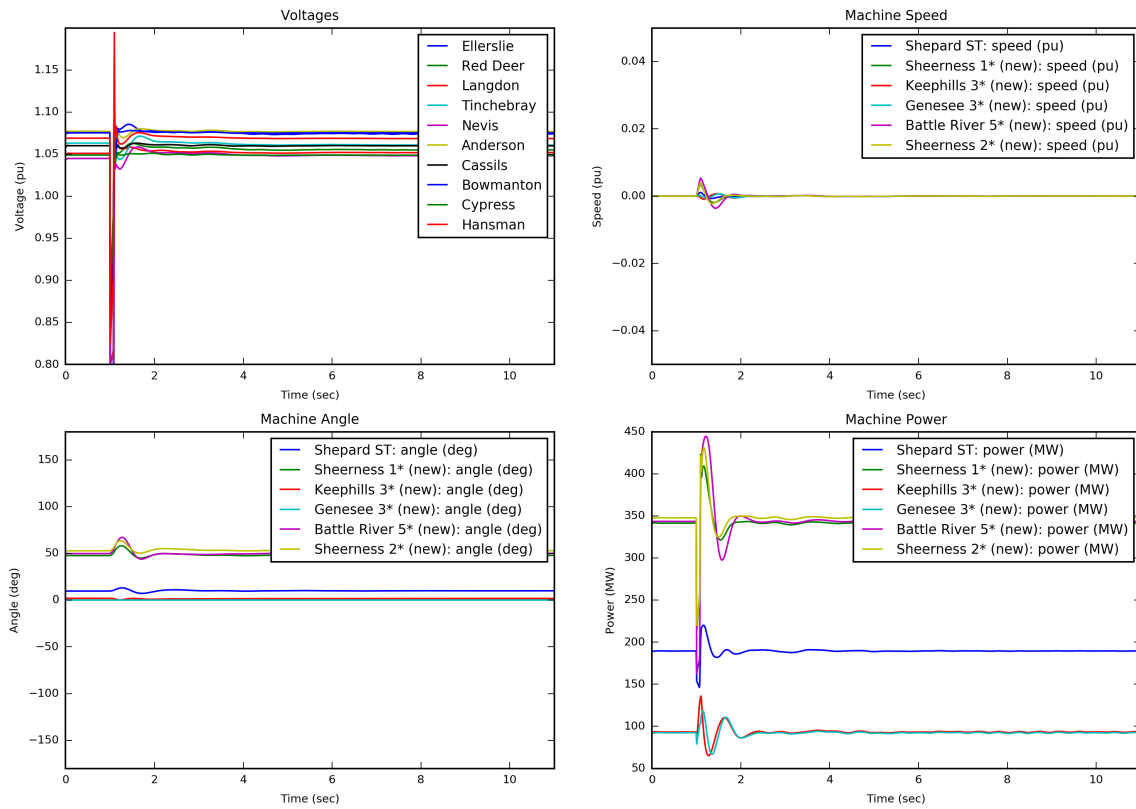 Voltages
1.15
1.10
1.05
1.00
0.95
0.90
0.85
0.80
Voltage (pu)
0
2
4
6
8
10
Time (sec)
Ellerslie
Red Deer
Langdon
Tinchebray
Nevis
Anderson
Cassils
Bowmanton
Cypress
Hansman
Machine Speed
0.04
0.02
0.00
−0.02
−0.04
Speed (pu)
0
2
4
6
8
10
Time (sec)
Shepard ST: speed (pu)
Sheerness 1* (new): speed (pu)
Keephills 3* (new): speed (pu)
Genesee 3* (new): speed (pu)
Battle River 5* (new): speed (pu)
Sheerness 2* (new): speed (pu)
Machine Angle
150
100
50
0
−50
−100
−150
Angle (deg)
0
2
4
6
8
10
Time (sec)
Shepard ST: angle (deg)
Sheerness 1* (new): angle (deg)
Keephills 3* (new): angle (deg)
Genesee 3* (new): angle (deg)
Battle River 5* (new): angle (deg)
Sheerness 2* (new): angle (deg)
Machine Power
450
400
350
300
250
200
150
100
50
Power (MW)
0
2
4
6
8
10
Time (sec)
Shepard ST: power (MW)
Sheerness 1* (new): power (MW)
Keephills 3* (new): power (MW)
Genesee 3* (new): power (MW)
Battle River 5* (new): power (MW)
Sheerness 2* (new): power (MW)